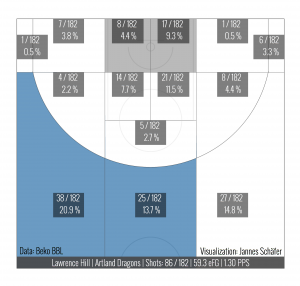 7 / 182
3.8 %
8 / 182
4.4 %
17 / 182
9.3 %
1 / 182
0.5 %
1 / 182
0.5 %
6 / 182
3.3 %
4 / 182
2.2 %
14 / 182
7.7 %
21 / 182
11.5 %
8 / 182
4.4 %
5 / 182
2.7 %
38 / 182
20.9 %
25 / 182
13.7 %
27 / 182
14.8 %
Data: Beko BBL
Visualization: Jannes Schäfer
Lawrence Hill | Artland Dragons | Shots: 86 / 182 | 59.3 eFG | 1.30 PPS